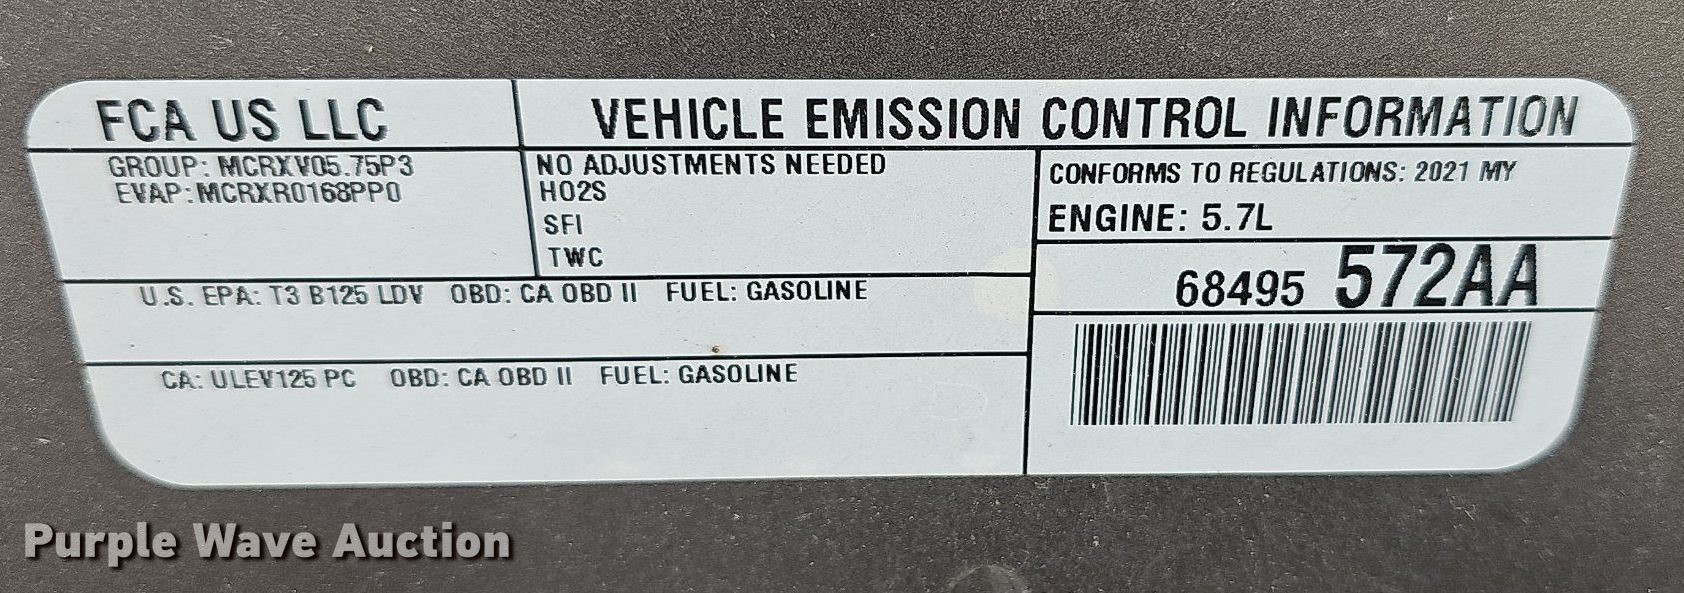 FCA US LLC
VEHICLE EMISSION CONTROL INFORMATION
GROUP: MCRXV05.75P3
EVAP: MCRXR0168PP0
NO ADJUSTMENTS NEEDED
HO2S
SFI
TWC
CONFORMS TO REGULATIONS: 2021 MY
ENGINE: 5.7L
68495 572AA
U.S. EPA: T3 B125 LDV OBD: CA OBD II FUEL: GASOLINE
CA: ULEV125 PC OBD: CA OBD II FUEL: GASOLINE
Purple Wave Auction